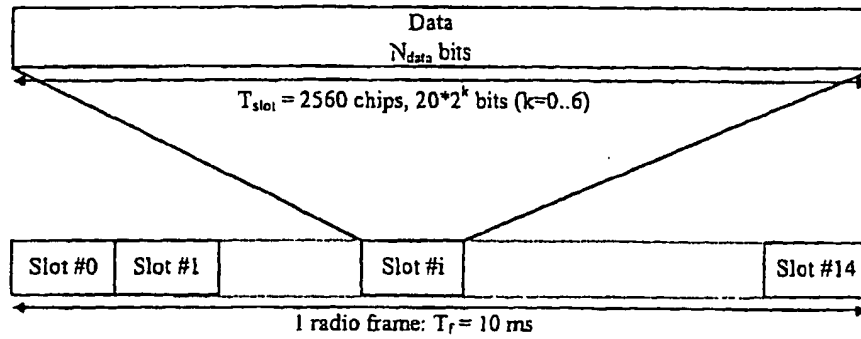 Data
N_data bits
T_slot = 2560 chips, 20*2^k bits (k=0..6)
Slot #0 Slot #1 Slot #i Slot #14
1 radio frame: T_f = 10 ms